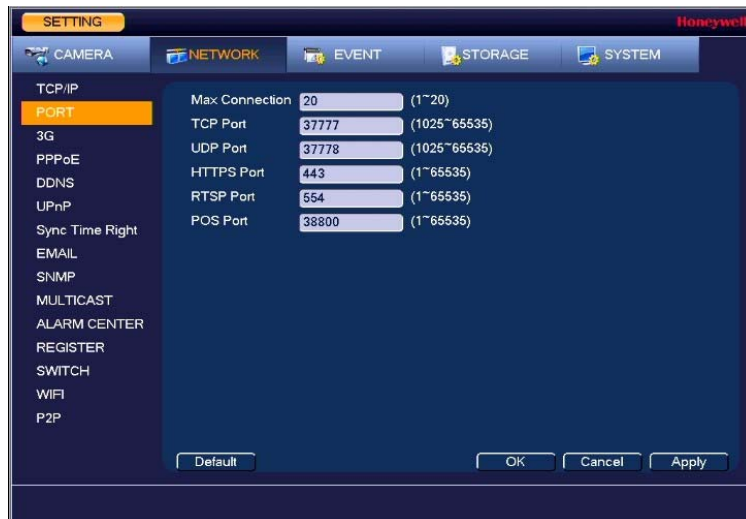 SETTING
Honeywell
CAMERA NETWORK EVENT STORAGE SYSTEM
TCP/IP
PORT
3G
PPPoE
DDNS
UPnP
Sync Time Right
EMAIL
SNMP
MULTICAST
ALARM CENTER
REGISTER
SWITCH
WIFI
P2P
Max Connection 20 (1~20)
TCP Port 37777 (1025~65535)
UDP Port 37778 (1025~65535)
HTTPS Port 443 (1~65535)
RTSP Port 554 (1~65535)
POS Port 38800 (1~65535)
Default OK Cancel Apply